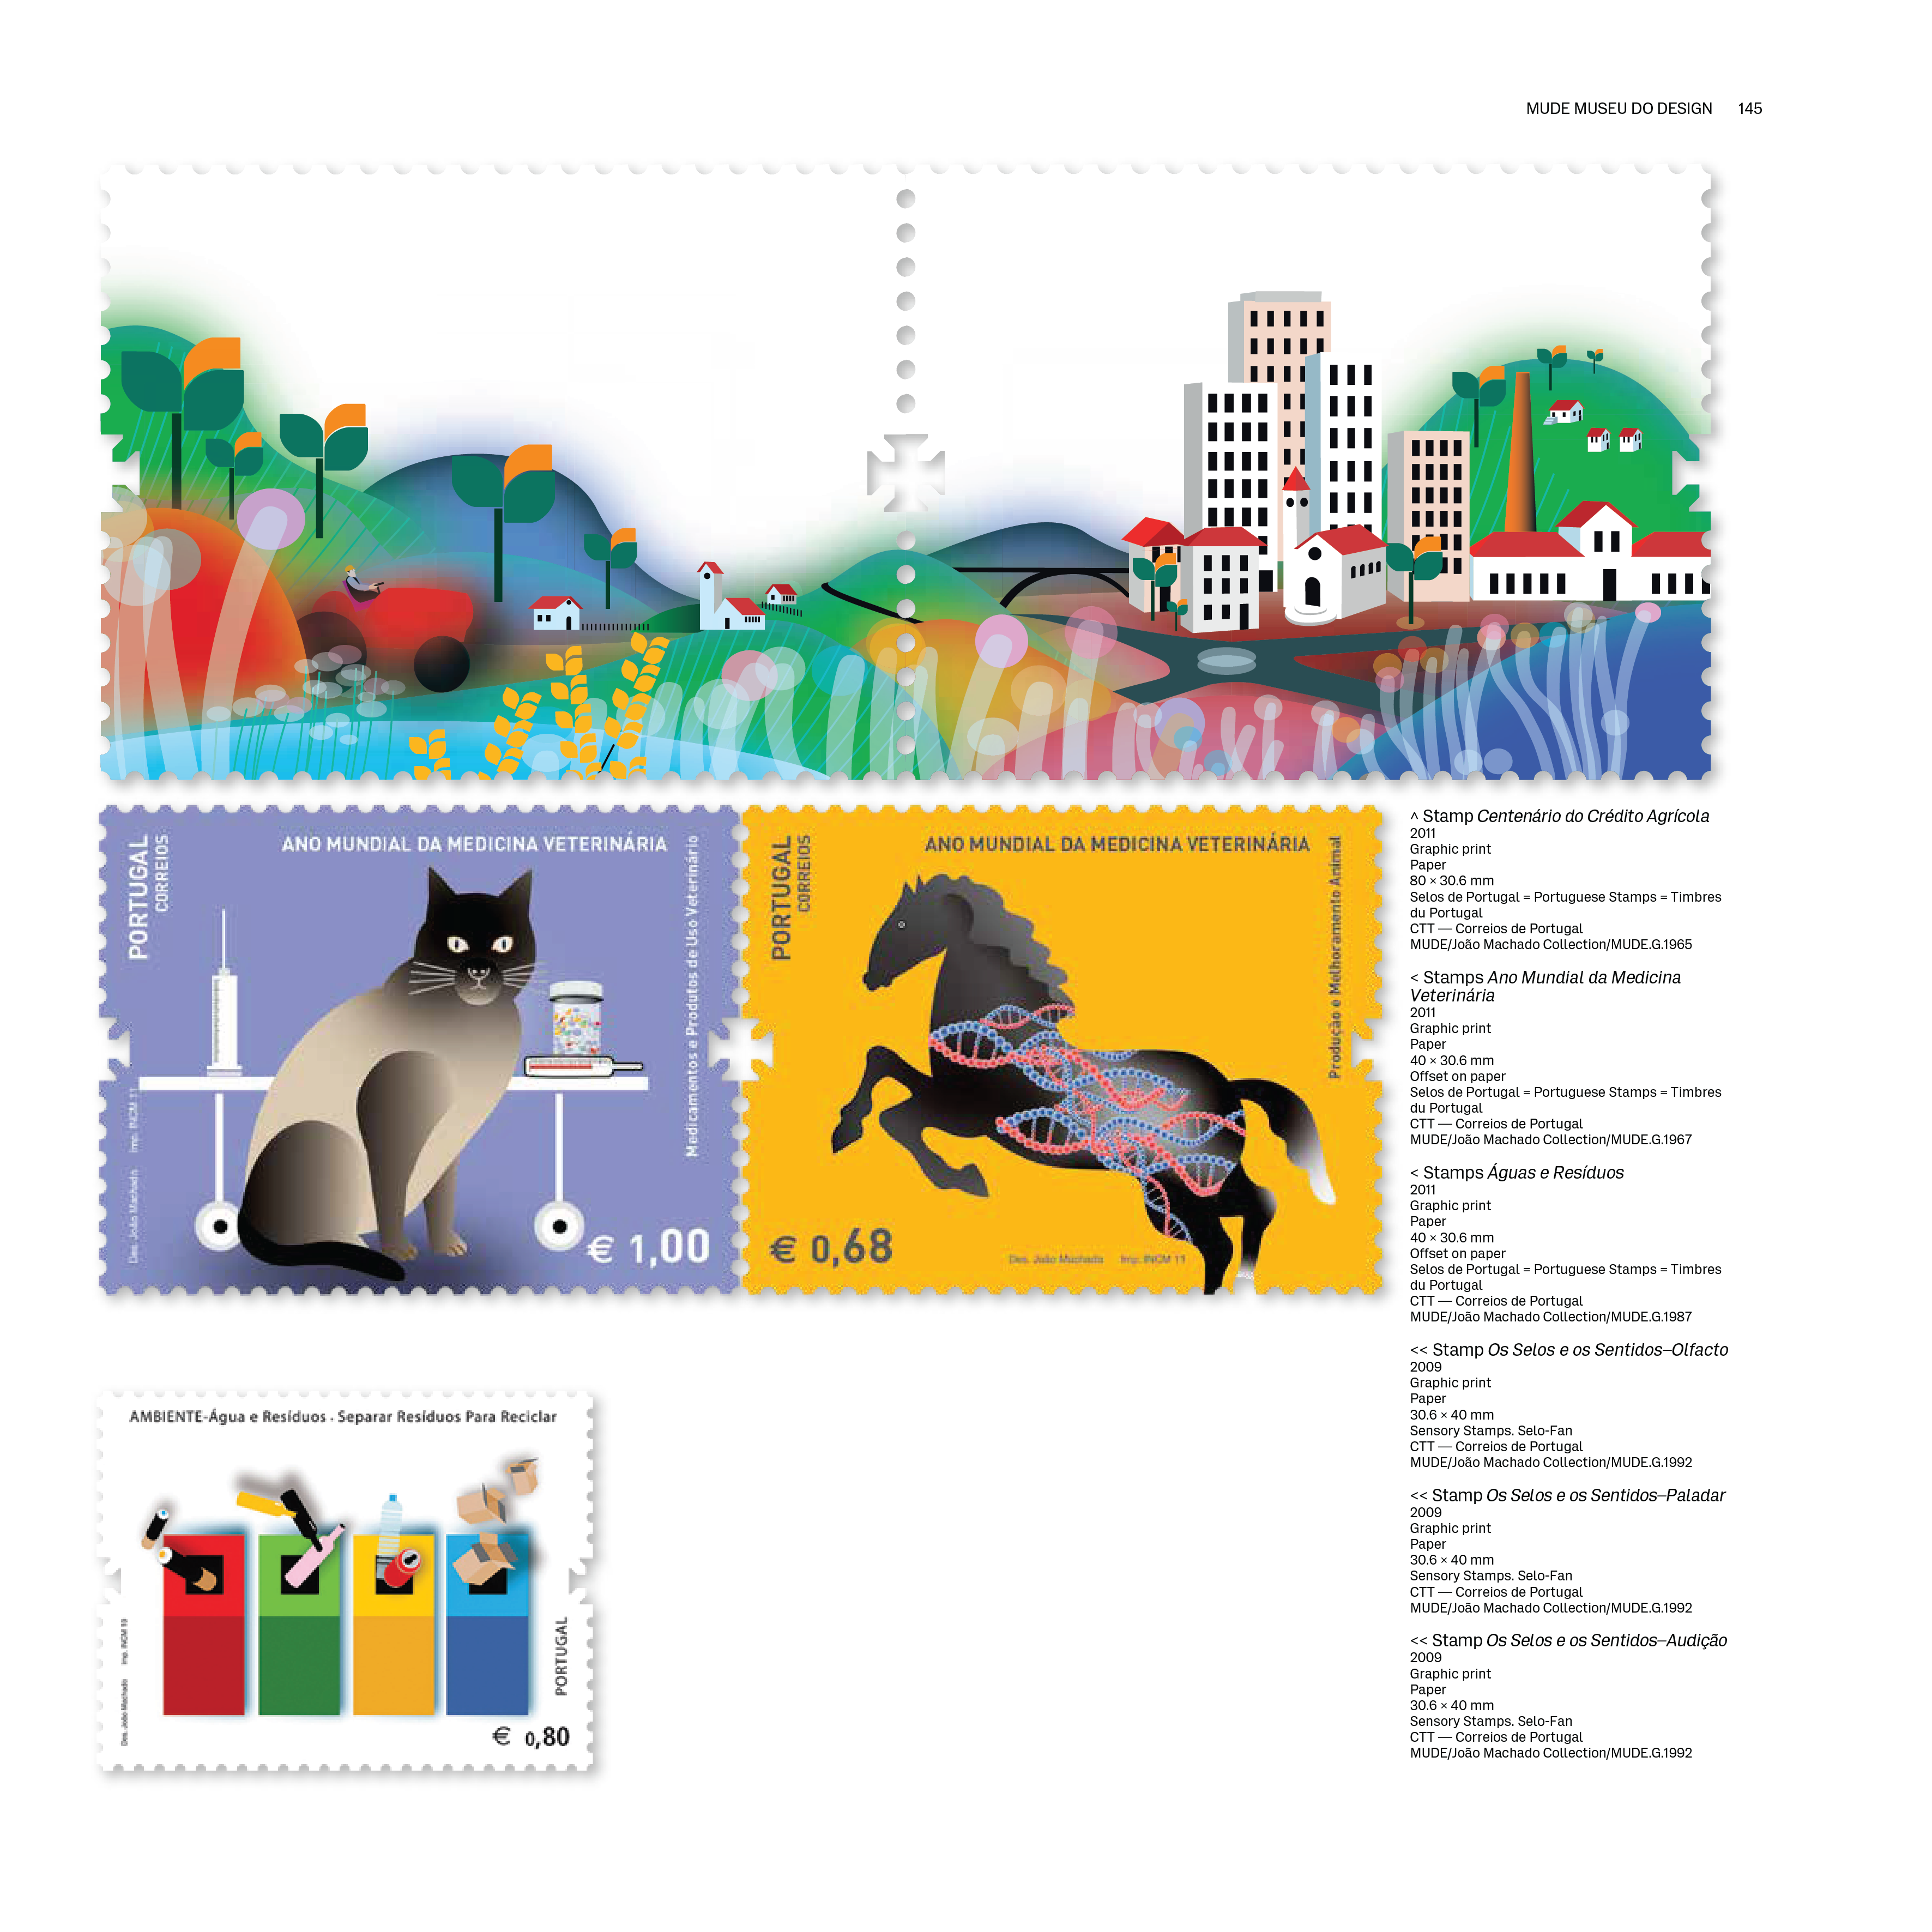 MUDE MUSEU DO DESIGN 145
PORTUGAL
CORREIOS
ANO MUNDIAL DA MEDICINA VETERINÁRIA
Medicamentos e Produtos de Uso Veterinário
Des. João Machado Imp. INCM 11
€ 1,00
PORTUGAL
CORREIOS
ANO MUNDIAL DA MEDICINA VETERINÁRIA
Produção e Melhoramento Animal
€ 0,68
Des. João Machado Imp. INCM 11
AMBIENTE-Água e Resíduos . Separar Resíduos Para Reciclar
Des. João Machado Imp. INCM
PORTUGAL
€ 0,80
^ Stamp Centenário do Crédito Agrícola
2011
Graphic print
Paper
80 × 30.6 mm
Selos de Portugal = Portuguese Stamps = Timbres
du Portugal
CTT — Correios de Portugal
MUDE/João Machado Collection/MUDE.G.1965
< Stamps Ano Mundial da Medicina
Veterinária
2011
Graphic print
Paper
40 × 30.6 mm
Offset on paper
Selos de Portugal = Portuguese Stamps = Timbres
du Portugal
CTT — Correios de Portugal
MUDE/João Machado Collection/MUDE.G.1967
< Stamps Águas e Resíduos
2011
Graphic print
Paper
40 × 30.6 mm
Offset on paper
Selos de Portugal = Portuguese Stamps = Timbres
du Portugal
CTT — Correios de Portugal
MUDE/João Machado Collection/MUDE.G.1987
<< Stamp Os Selos e os Sentidos–Olfacto
2009
Graphic print
Paper
30.6 × 40 mm
Sensory Stamps. Selo-Fan
CTT — Correios de Portugal
MUDE/João Machado Collection/MUDE.G.1992
<< Stamp Os Selos e os Sentidos–Paladar
2009
Graphic print
Paper
30.6 × 40 mm
Sensory Stamps. Selo-Fan
CTT — Correios de Portugal
MUDE/João Machado Collection/MUDE.G.1992
<< Stamp Os Selos e os Sentidos–Audição
2009
Graphic print
Paper
30.6 × 40 mm
Sensory Stamps. Selo-Fan
CTT — Correios de Portugal
MUDE/João Machado Collection/MUDE.G.1992